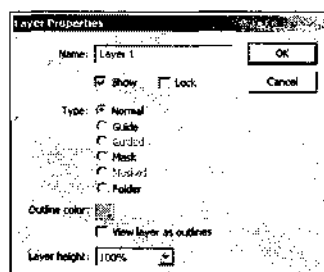 Layer Properties
Name: Layer 1 OK
Show Lock Cancel
Type: Normal
Guide
Guided
Mask
Masked
Folder
Outline color:
View layer as outlines
Layer height: 100%